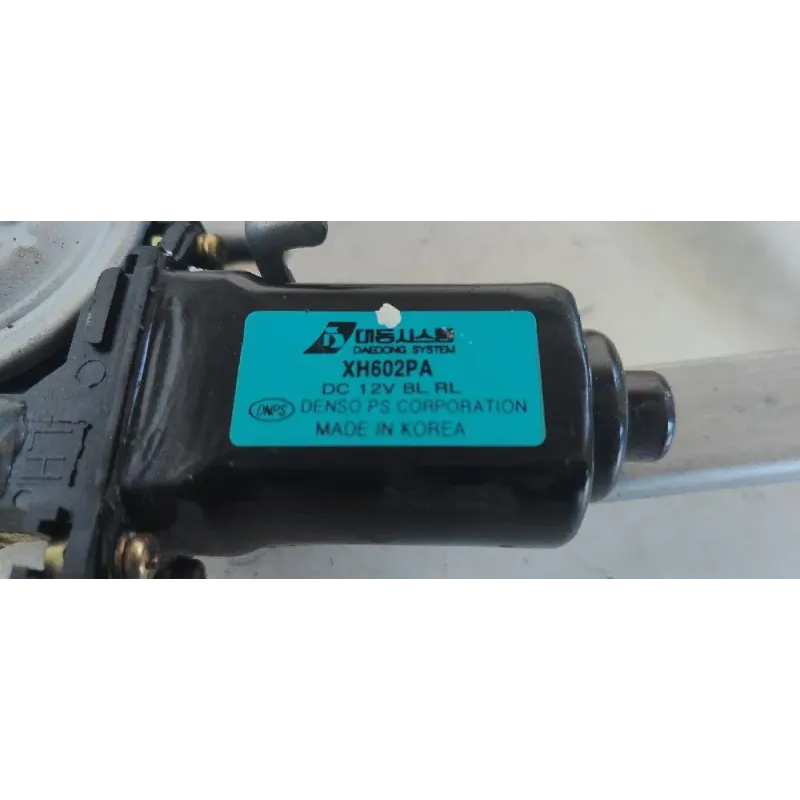 D 대동시스템
DAEDONG SYSTEM
XH602PA
DC 12V BL RL
DNPS DENSO PS CORPORATION
MADE IN KOREA
LH